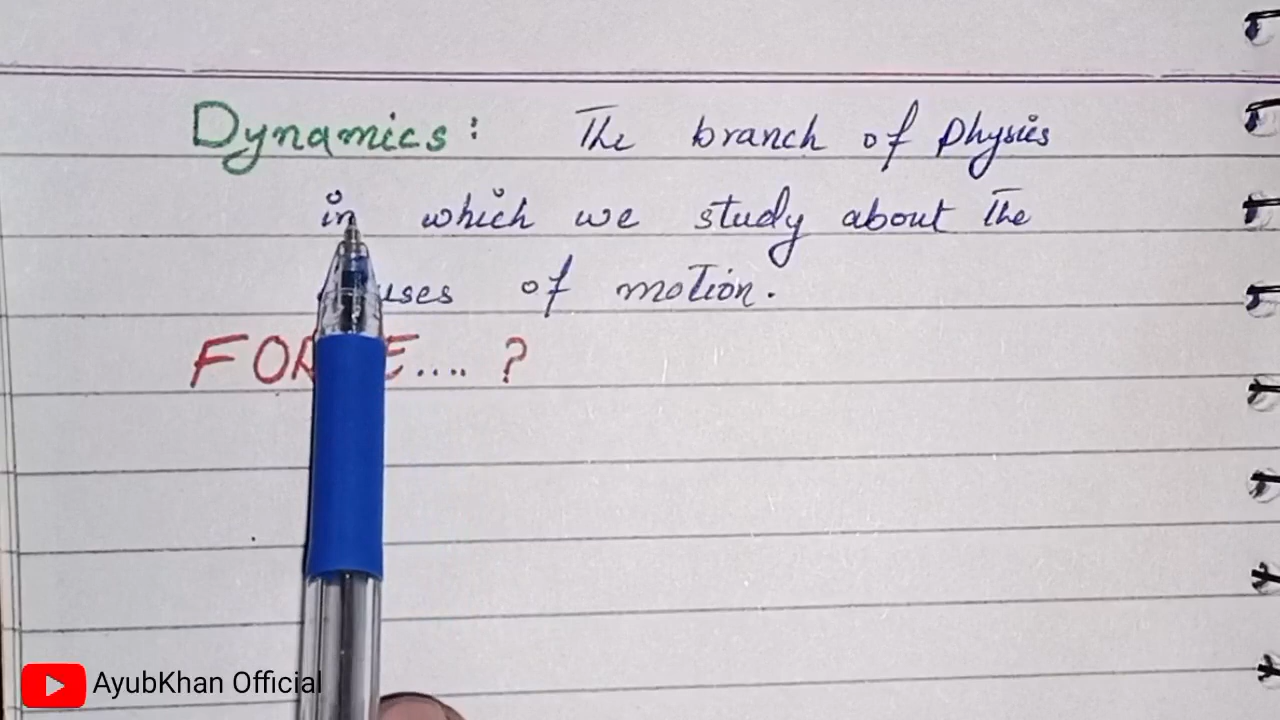 Dynamics: The branch of physics
in which we study about the
of motion.
.... ?
AyubKhan Official